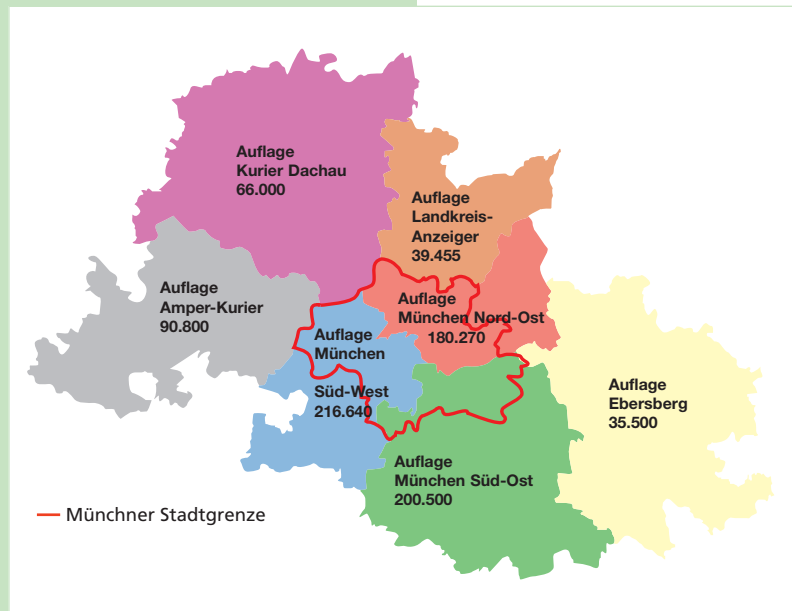 Auflage
Kurier Dachau
66.000
Auflage
Landkreis-
Anzeiger
39.455
Auflage
Amper-Kurier
90.800
Auflage
München Nord-Ost
180.270
Auflage
München
Süd-West
216.640
Auflage
Ebersberg
35.500
Auflage
München Süd-Ost
200.500
Münchner Stadtgrenze